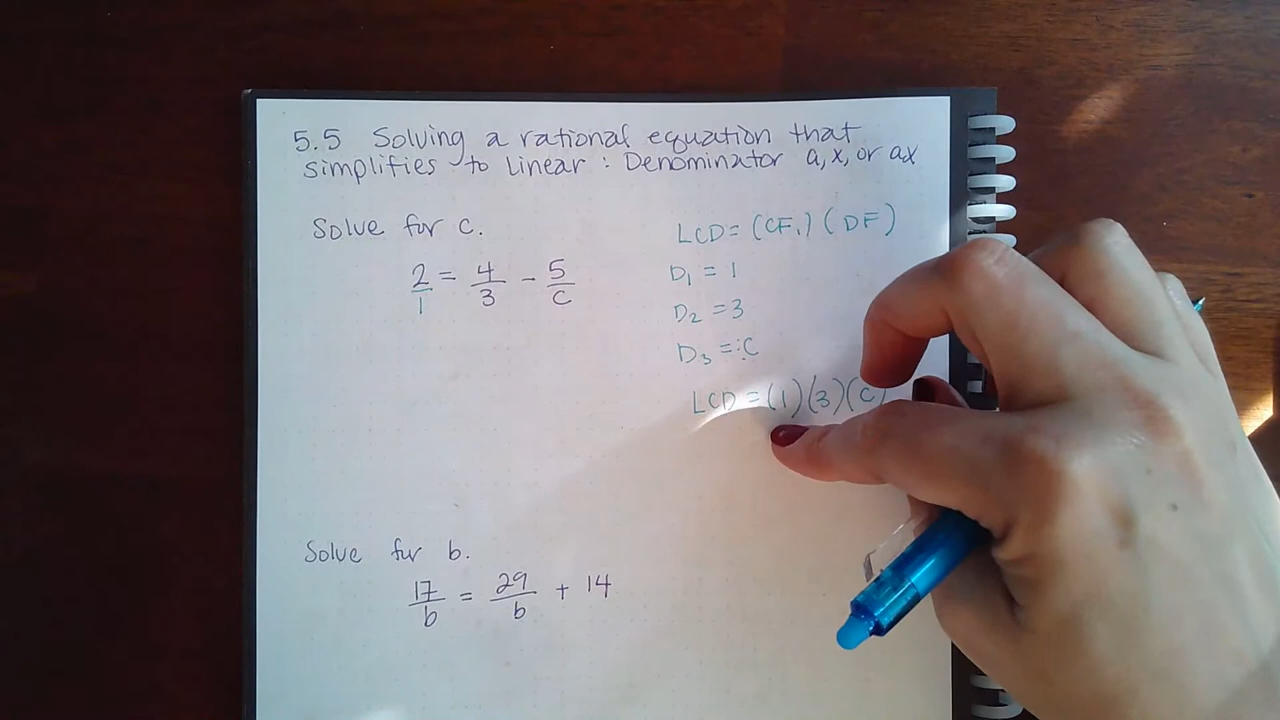 5.5 Solving a rational equation that
simplifies to linear : Denominator a, x, or ax
Solve for c.
2/1 = 4/3 - 5/c
LCD = (CF,) (DF)
D₁ = 1
D₂ = 3
D₃ = :C
LCD = (1)(3)(C)
Solve for b.
17/b = 29/b + 14